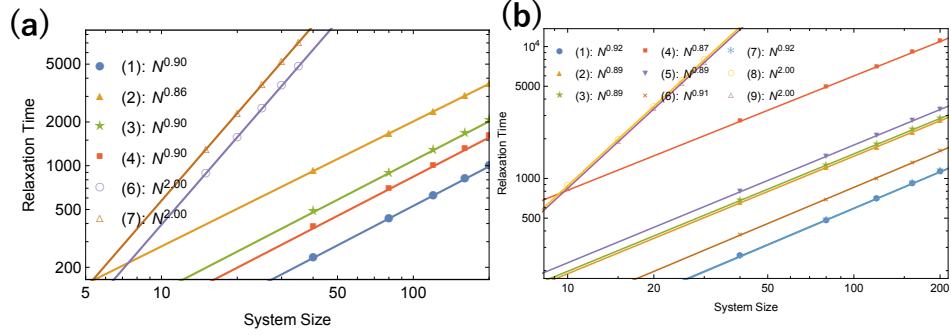 (a)
Relaxation Time
5000
2000
1000
500
200
(1): N^0.90
(2): N^0.86
(3): N^0.90
(4): N^0.90
(6): N^2.00
(7): N^2.00
5 10 50 100
System Size
(b)
Relaxation Time
10^4
5000
1000
500
(1): N^0.92 (4): N^0.87 (7): N^0.92
(2): N^0.89 (5): N^0.89 (8): N^2.00
(3): N^0.89 (6): N^0.91 (9): N^2.00
10 20 50 100 200
System Size